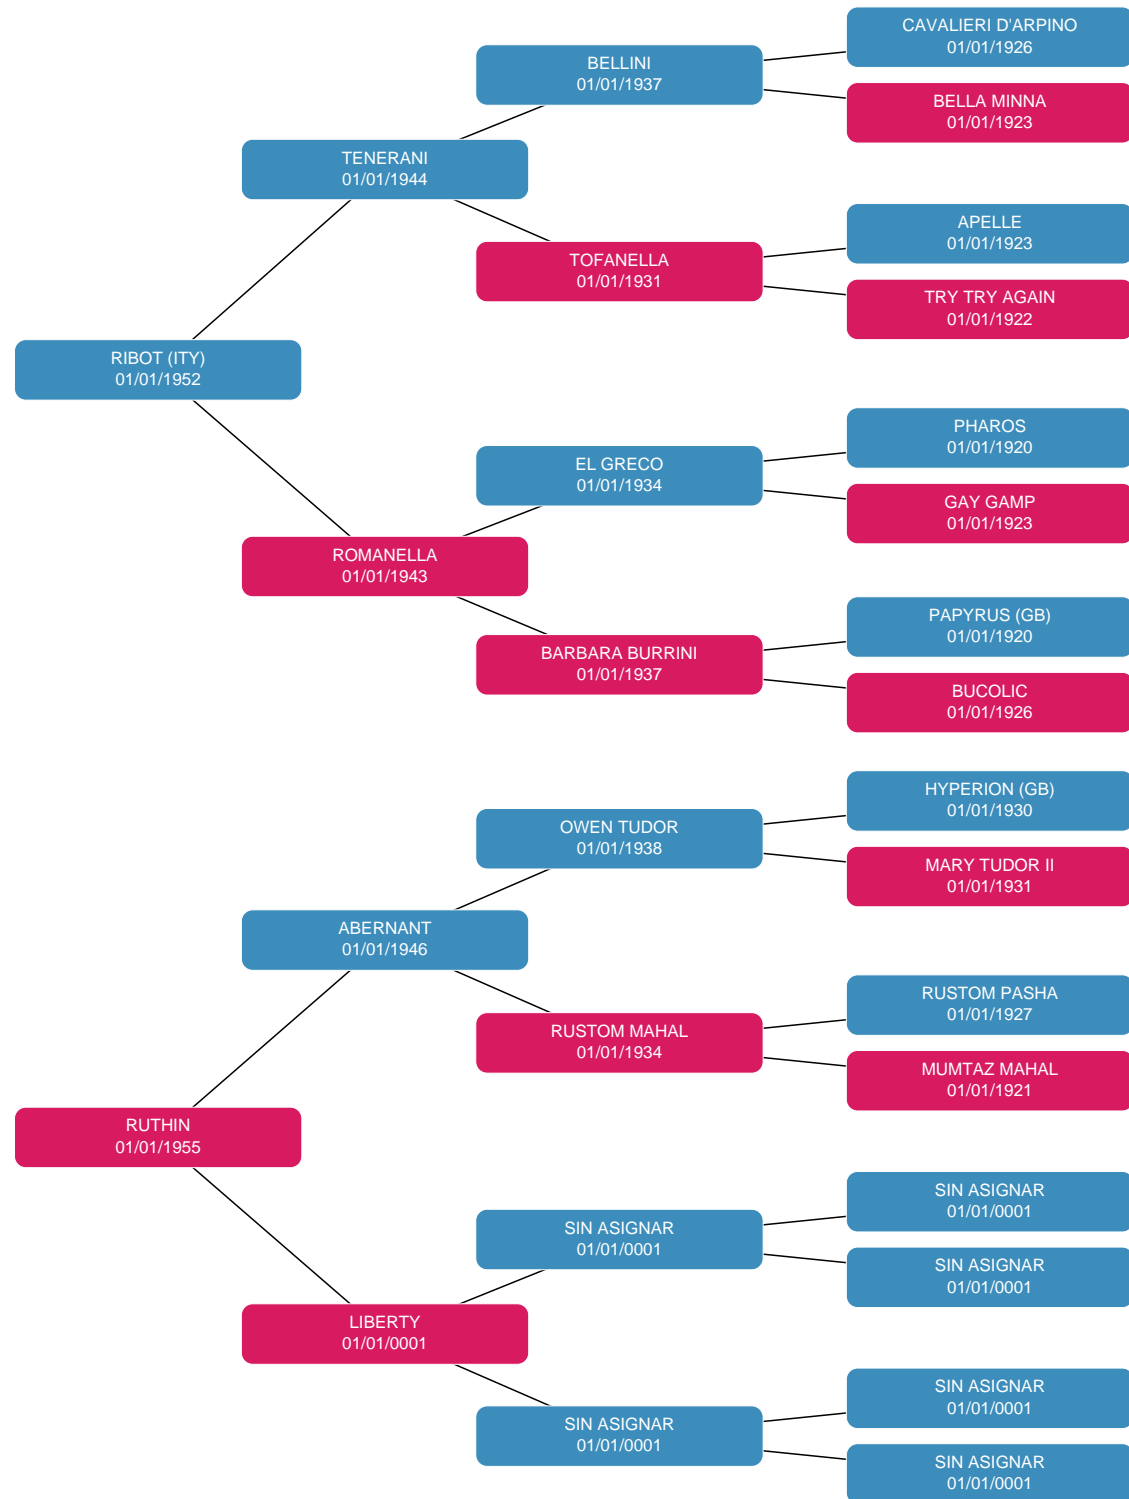 CAVALIERI D'ARPINO
01/01/1926
BELLINI
01/01/1937
BELLA MINNA
01/01/1923
TENERANI
01/01/1944
APELLE
01/01/1923
TOFANELLA
01/01/1931
TRY TRY AGAIN
01/01/1922
RIBOT (ITY)
01/01/1952
PHAROS
01/01/1920
EL GRECO
01/01/1934
GAY GAMP
01/01/1923
ROMANELLA
01/01/1943
PAPYRUS (GB)
01/01/1920
BARBARA BURRINI
01/01/1937
BUCOLIC
01/01/1926
HYPERION (GB)
01/01/1930
OWEN TUDOR
01/01/1938
MARY TUDOR II
01/01/1931
ABERNANT
01/01/1946
RUSTOM PASHA
01/01/1927
RUSTOM MAHAL
01/01/1934
MUMTAZ MAHAL
01/01/1921
RUTHIN
01/01/1955
SIN ASIGNAR
01/01/0001
SIN ASIGNAR
01/01/0001
SIN ASIGNAR
01/01/0001
LIBERTY
01/01/0001
SIN ASIGNAR
01/01/0001
SIN ASIGNAR
01/01/0001
SIN ASIGNAR
01/01/0001